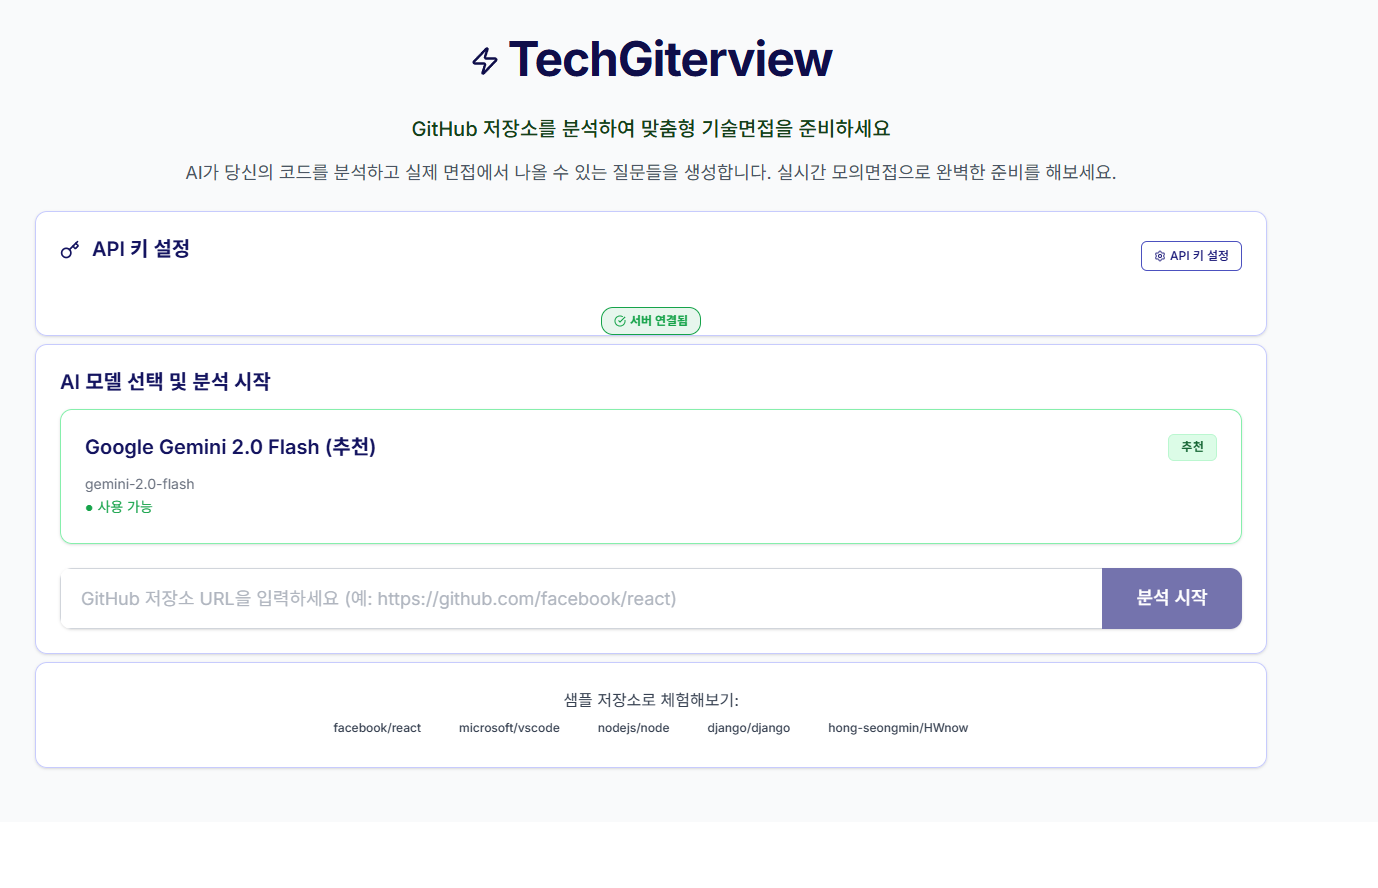 TechGiterview
GitHub 저장소를 분석하여 맞춤형 기술면접을 준비하세요
AI가 당신의 코드를 분석하고 실제 면접에서 나올 수 있는 질문들을 생성합니다. 실시간 모의면접으로 완벽한 준비를 해보세요.
API 키 설정
API 키 설정
서버 연결됨
AI 모델 선택 및 분석 시작
Google Gemini 2.0 Flash (추천)
추천
gemini-2.0-flash
● 사용 가능
GitHub 저장소 URL을 입력하세요 (예: https://github.com/facebook/react)
분석 시작
샘플 저장소로 체험해보기:
facebook/react microsoft/vscode nodejs/node django/django hong-seongmin/HWnow